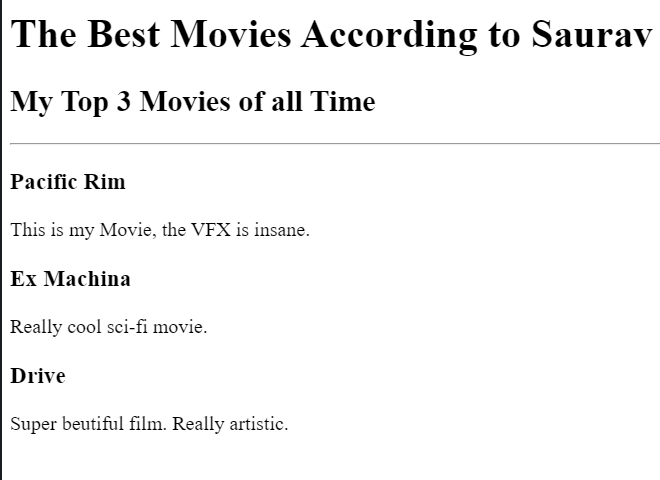 The Best Movies According to Saurav
My Top 3 Movies of all Time
Pacific Rim
This is my Movie, the VFX is insane.
Ex Machina
Really cool sci-fi movie.
Drive
Super beutiful film. Really artistic.